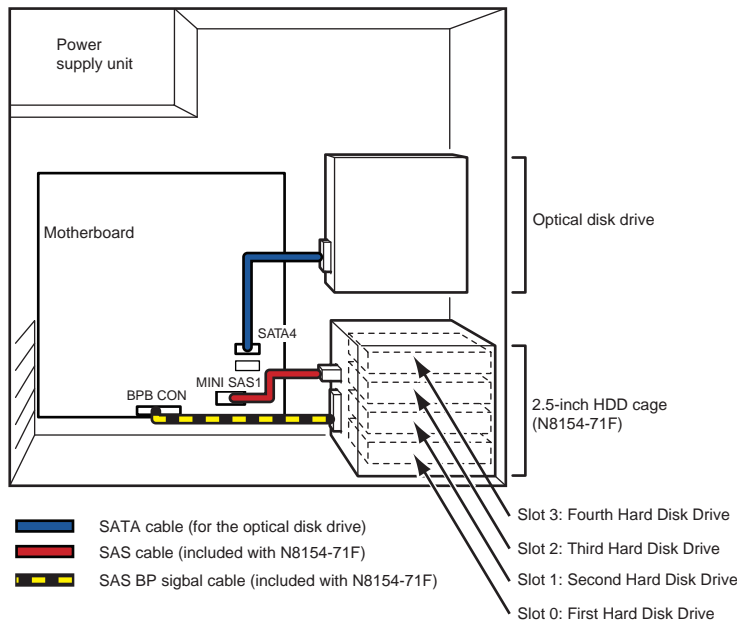 Power
supply unit
Motherboard
Optical disk drive
SATA4
MINI SAS1
BPB CON
2.5-inch HDD cage
(N8154-71F)
SATA cable (for the optical disk drive)
SAS cable (included with N8154-71F)
SAS BP sigbal cable (included with N8154-71F)
Slot 3: Fourth Hard Disk Drive
Slot 2: Third Hard Disk Drive
Slot 1: Second Hard Disk Drive
Slot 0: First Hard Disk Drive